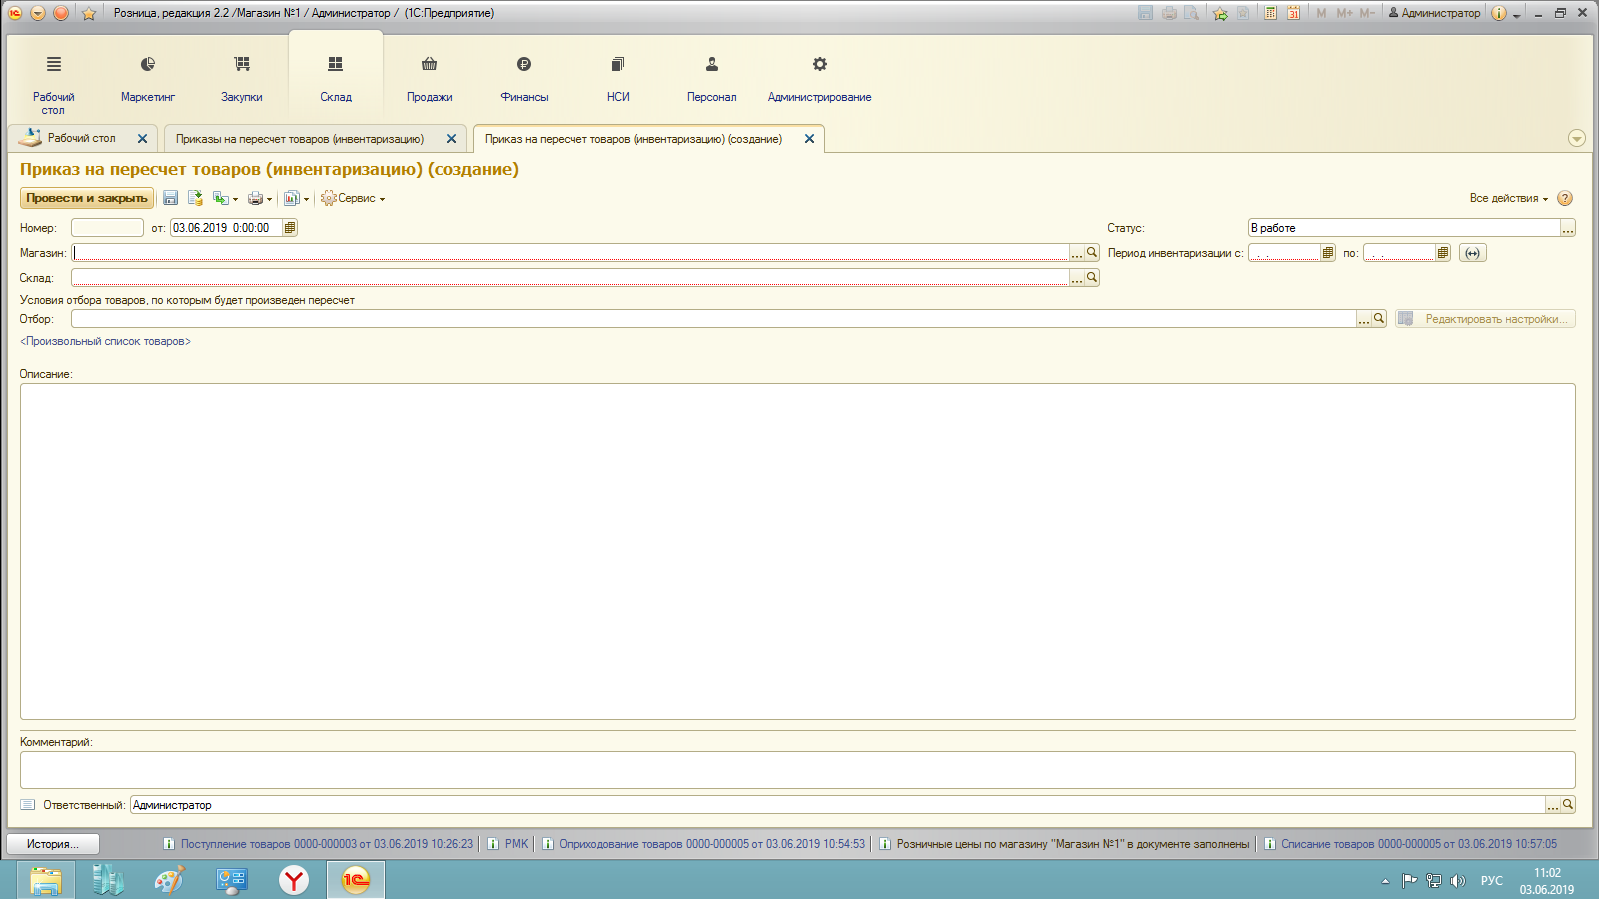 Розница, редакция 2.2 /Магазин №1 / Администратор / (1С:Предприятие)
31 M M+ M- Администратор
Рабочий стол
Маркетинг
Закупки
Склад
Продажи
Финансы
НСИ
Персонал
Администрирование
Рабочий стол
Приказы на пересчет товаров (инвентаризацию)
Приказ на пересчет товаров (инвентаризацию) (создание)
Приказ на пересчет товаров (инвентаризацию) (создание)
Провести и закрыть
Сервис
Все действия
?
Номер: от: 03.06.2019 0:00:00
Статус: В работе ...
Магазин: ...
Период инвентаризации с: . . по: . .
Склад: ...
Условия отбора товаров, по которым будет произведен пересчет
Отбор: ... Редактировать настройки...
<Произвольный список товаров>
Описание:
Комментарий:
Ответственный: Администратор ...
История...
Поступление товаров 0000-000003 от 03.06.2019 10:26:23
РМК
Оприходование товаров 0000-000005 от 03.06.2019 10:54:53
Розничные цены по магазину "Магазин №1" в документе заполнены
Списание товаров 0000-000005 от 03.06.2019 10:57:05
Y
1С
РУС
11:02
03.06.2019